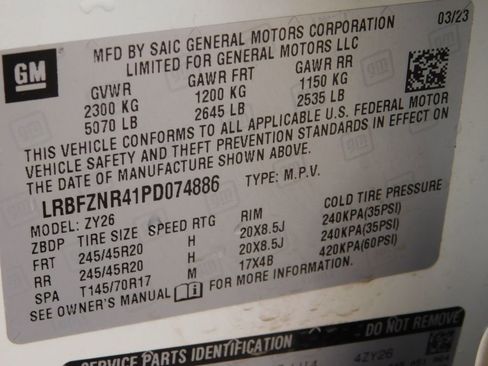 GM
MFD BY SAIC GENERAL MOTORS CORPORATION
LIMITED FOR GENERAL MOTORS LLC
03/23
GVWR GAWR FRT GAWR RR
2300 KG 1200 KG 1150 KG
5070 LB 2645 LB 2535 LB
THIS VEHICLE CONFORMS TO ALL APPLICABLE U.S. FEDERAL MOTOR
VEHICLE SAFETY AND THEFT PREVENTION STANDARDS IN EFFECT ON
THE DATE OF MANUFACTURE SHOWN ABOVE.
LRBFZNR41PD074886 TYPE: M.P.V.
MODEL: ZY26
ZBDP TIRE SIZE SPEED RTG RIM COLD TIRE PRESSURE
FRT 245/45R20 H 20X8.5J 240KPA(35PSI)
RR 245/45R20 H 20X8.5J 240KPA(35PSI)
SPA T145/70R17 M 17X4B 420KPA(60PSI)
SEE OWNER'S MANUAL FOR MORE INFORMATION.
SERVICE PARTS IDENTIFICATION DO NOT REMOVE
4ZY26